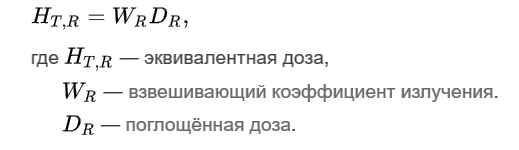 H_{T,R} = W_R D_R,
где H_{T,R} — эквивалентная доза,
W_R — взвешивающий коэффициент излучения.
D_R — поглощённая доза.